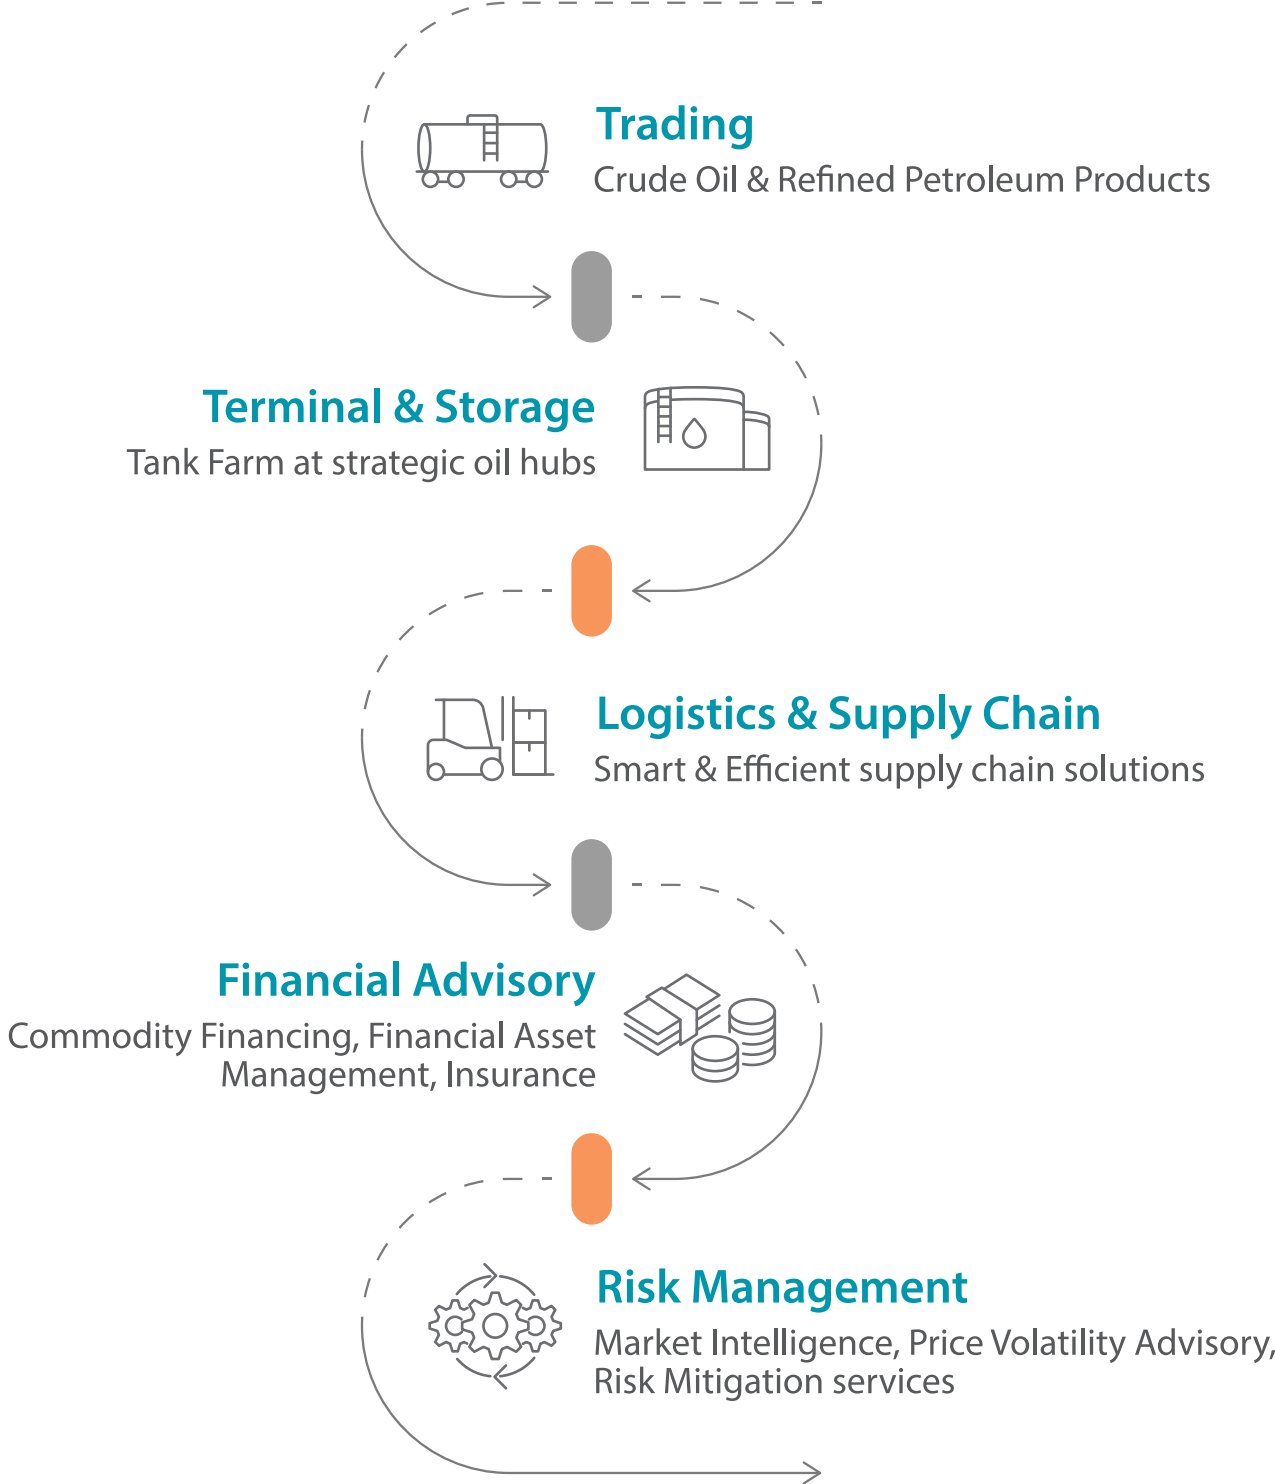 Trading
Crude Oil & Refined Petroleum Products
Terminal & Storage
Tank Farm at strategic oil hubs
Logistics & Supply Chain
Smart & Efficient supply chain solutions
Financial Advisory
Commodity Financing, Financial Asset
Management, Insurance
Risk Management
Market Intelligence, Price Volatility Advisory,
Risk Mitigation services